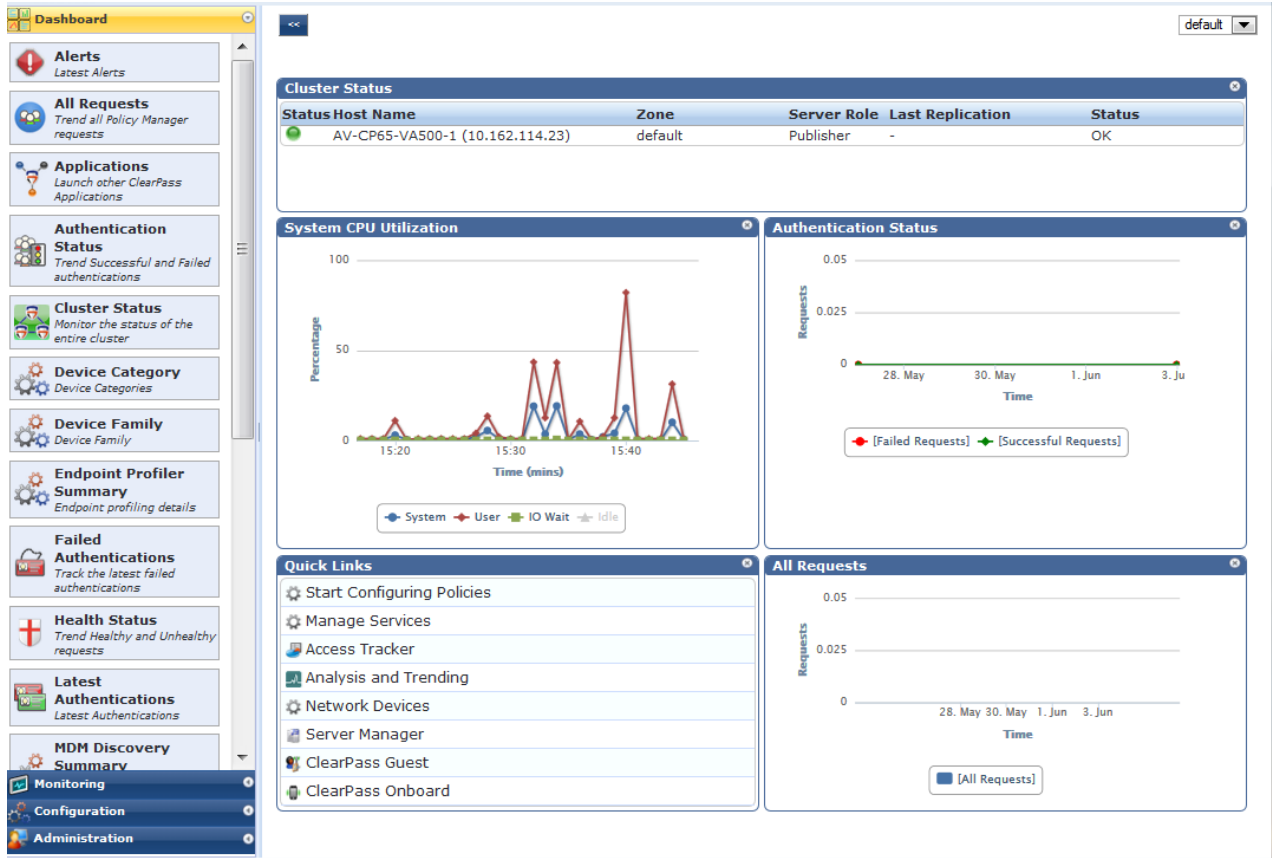 Dashboard
Alerts
Latest Alerts
All Requests
Trend all Policy Manager
requests
Applications
Launch other ClearPass
Applications
Authentication
Status
Trend Successful and Failed
authentications
Cluster Status
Monitor the status of the
entire cluster
Device Category
Device Categories
Device Family
Device Family
Endpoint Profiler
Summary
Endpoint profiling details
Failed
Authentications
Track the latest failed
authentications
Health Status
Trend Healthy and Unhealthy
requests
Latest
Authentications
Latest Authentications
MDM Discovery
Summary
Monitoring
Configuration
Administration
<<
default
Cluster Status
Status Host Name Zone Server Role Last Replication Status
AV-CP65-VA500-1 (10.162.114.23) default Publisher - OK
System CPU Utilization
100
50
0
Percentage
15:20 15:30 15:40
Time (mins)
System User IO Wait Idle
Authentication Status
0.05
0.025
0
Requests
28. May 30. May 1. Jun 3. Ju
Time
[Failed Requests] [Successful Requests]
Quick Links
Start Configuring Policies
Manage Services
Access Tracker
Analysis and Trending
Network Devices
Server Manager
ClearPass Guest
ClearPass Onboard
All Requests
0.05
0.025
0
Requests
28. May 30. May 1. Jun 3. Jun
Time
[All Requests]